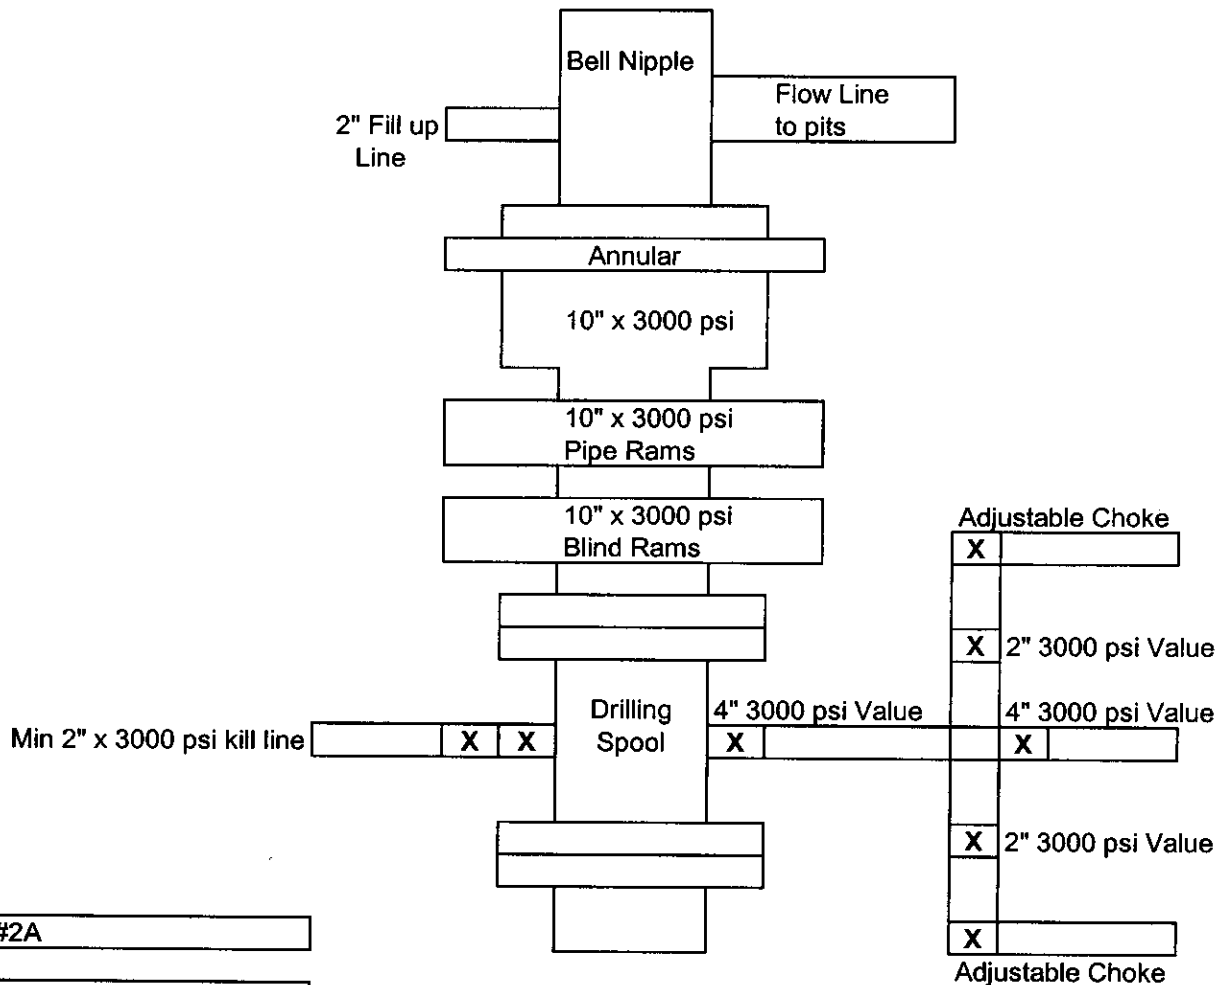 Bell Nipple
Flow Line
to pits
2" Fill up
Line
Annular
10" x 3000 psi
10" x 3000 psi
Pipe Rams
10" x 3000 psi
Blind Rams
Adjustable Choke
X
X 2" 3000 psi Value
Drilling
Spool
4" 3000 psi Value
4" 3000 psi Value
Min 2" x 3000 psi kill line
X X
X
X
X 2" 3000 psi Value
#2A
X
Adjustable Choke